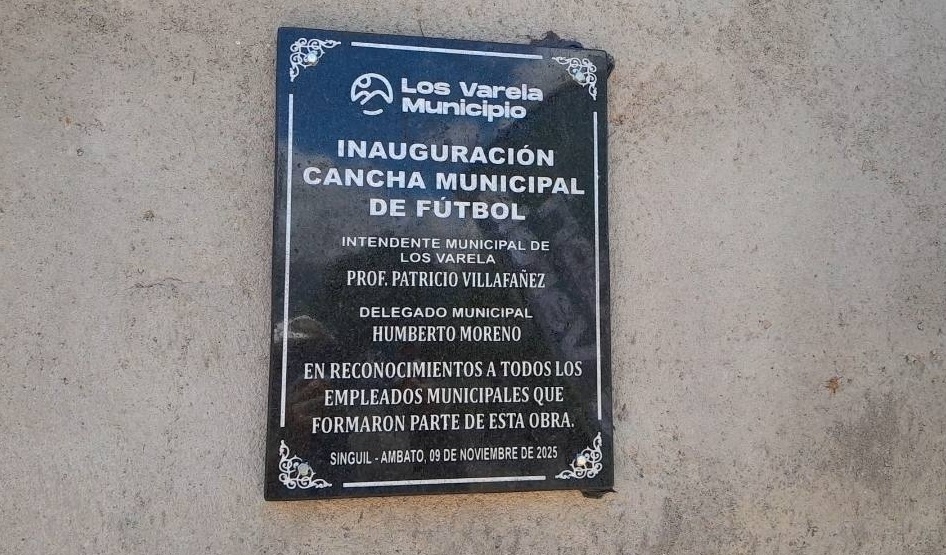 Los Varela
Municipio
INAUGURACIÓN
CANCHA MUNICIPAL
DE FÚTBOL
INTENDENTE MUNICIPAL DE
LOS VARELA
PROF. PATRICIO VILLAFAÑEZ
DELEGADO MUNICIPAL
HUMBERTO MORENO
EN RECONOCIMIENTOS A TODOS LOS
EMPLEADOS MUNICIPALES QUE
FORMARON PARTE DE ESTA OBRA.
SINGUIL - AMBATO, 09 DE NOVIEMBRE DE 2025